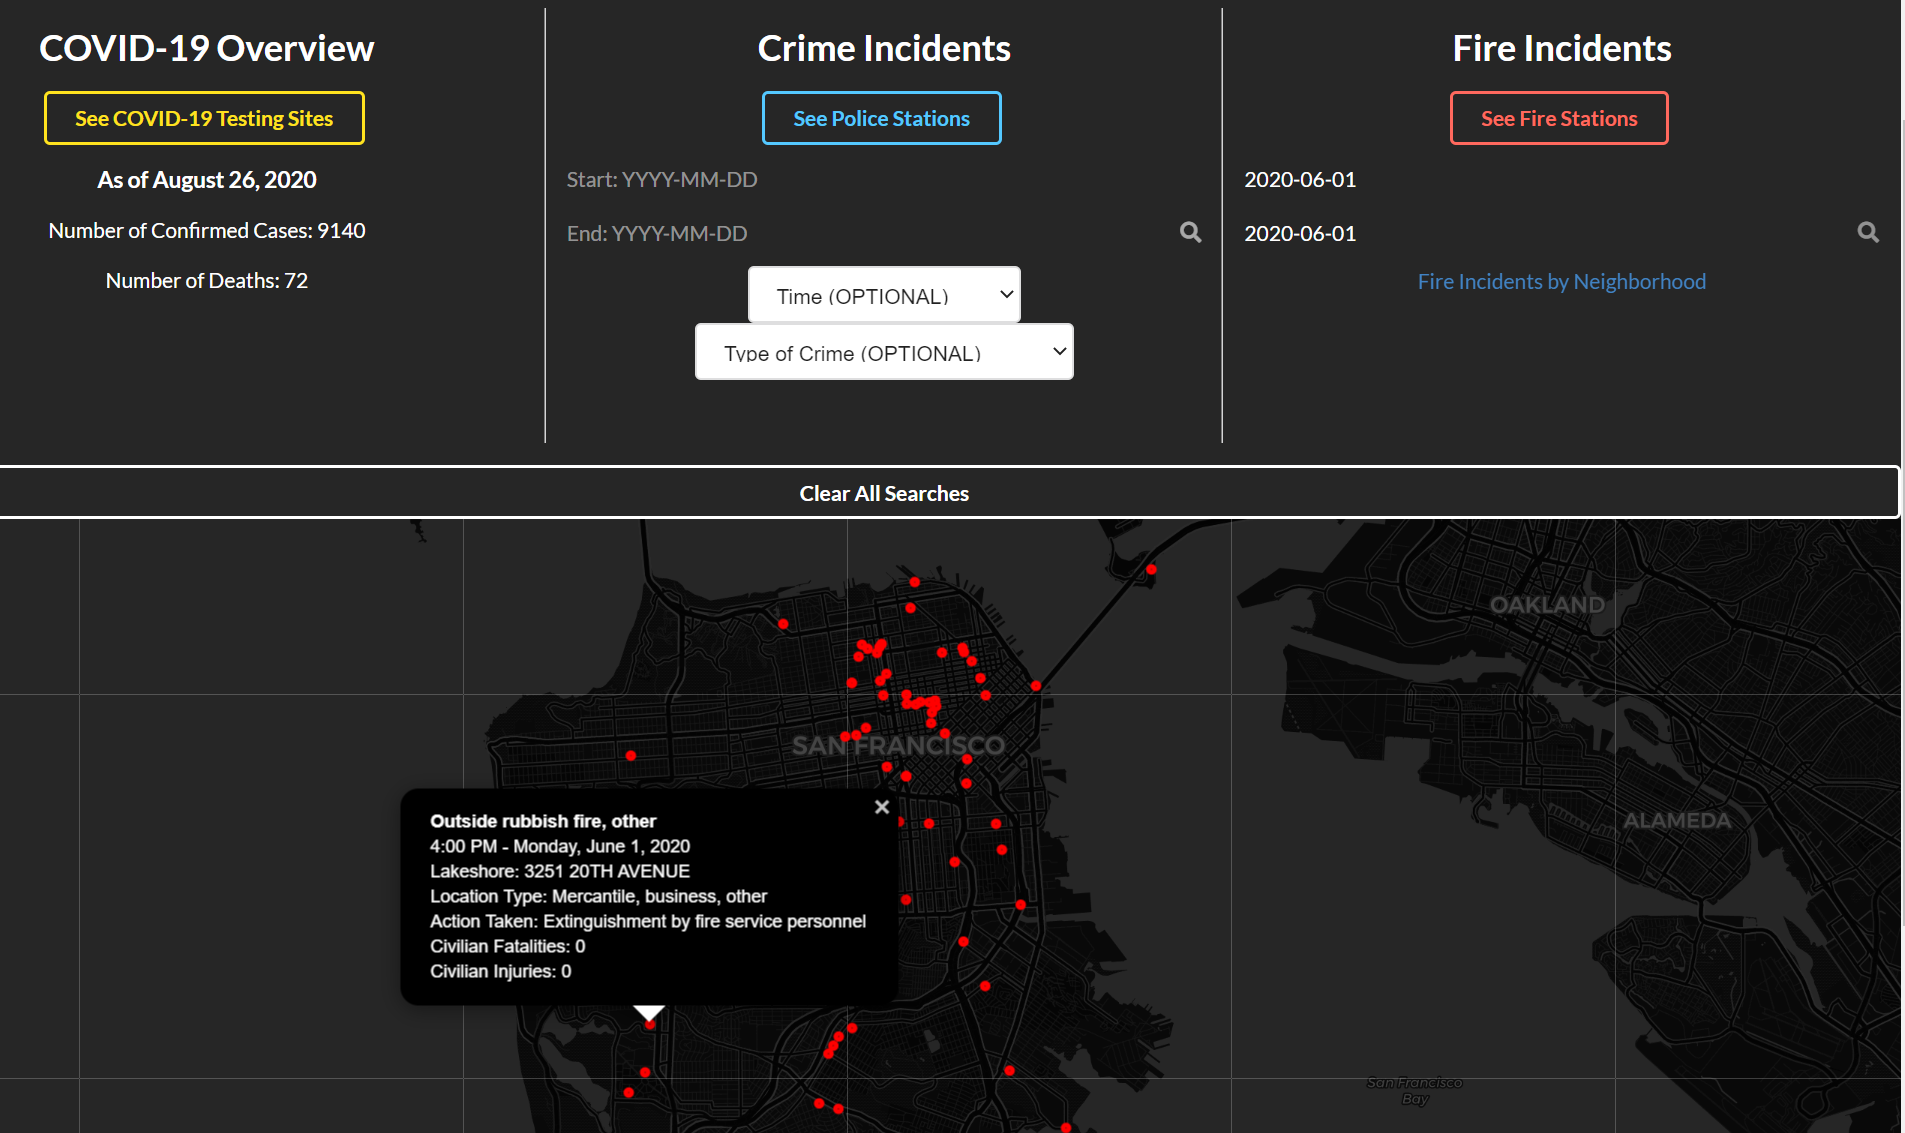 COVID-19 Overview
See COVID-19 Testing Sites
As of August 26, 2020
Number of Confirmed Cases: 9140
Number of Deaths: 72
Crime Incidents
See Police Stations
Start: YYYY-MM-DD
End: YYYY-MM-DD
Time (OPTIONAL)
Type of Crime (OPTIONAL)
Fire Incidents
See Fire Stations
2020-06-01
2020-06-01
Fire Incidents by Neighborhood
Clear All Searches
OAKLAND
SAN FRANCISCO
ALAMEDA
Outside rubbish fire, other
4:00 PM - Monday, June 1, 2020
Lakeshore: 3251 20TH AVENUE
Location Type: Mercantile, business, other
Action Taken: Extinguishment by fire service personnel
Civilian Fatalities: 0
Civilian Injuries: 0
San Francisco
Bay